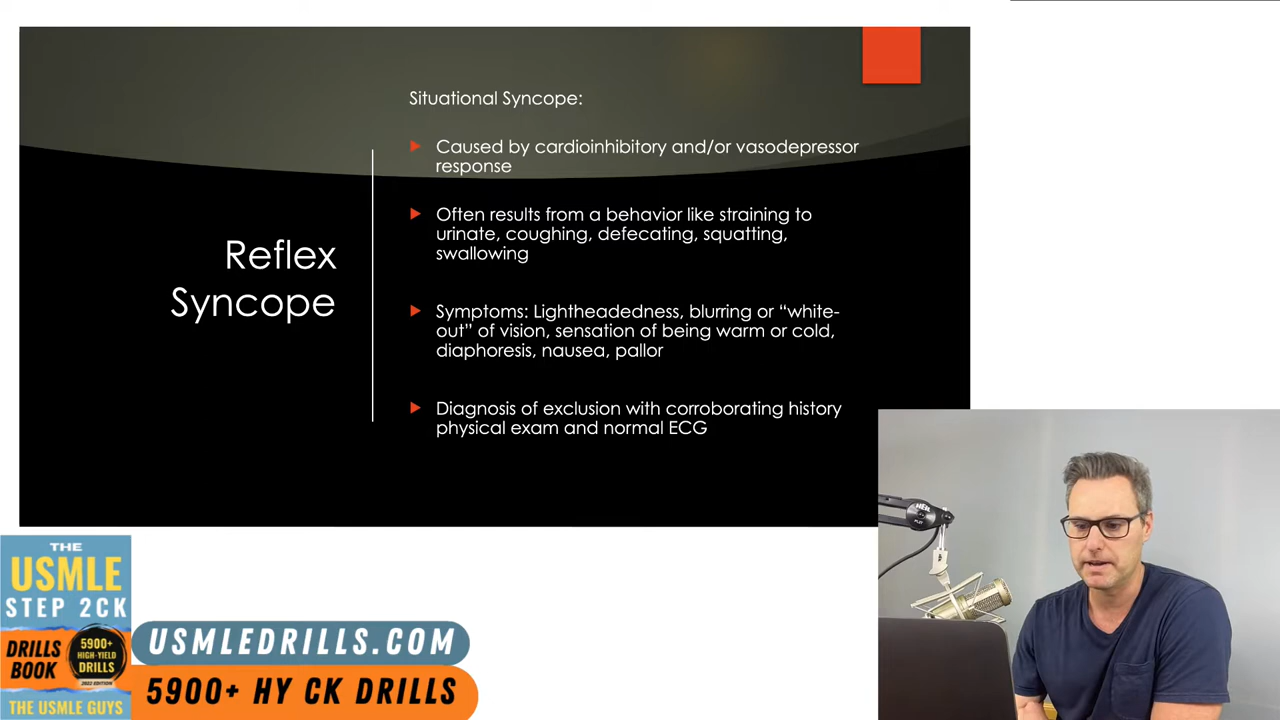 Situational Syncope:
Caused by cardioinhibitory and/or vasodepressor
response
Often results from a behavior like straining to
urinate, coughing, defecating, squatting,
swallowing
Symptoms: Lightheadedness, blurring or “white-
out” of vision, sensation of being warm or cold,
diaphoresis, nausea, pallor
Diagnosis of exclusion with corroborating history
physical exam and normal ECG
Reflex
Syncope
THE
USMLE
STEP 2CK
DRILLS
BOOK
5900+
HIGH-YIELD
DRILLS
2022 EDITION
THE USMLE GUYS
USMLEDRILLS.COM
5900+ HY CK DRILLS
HEIL